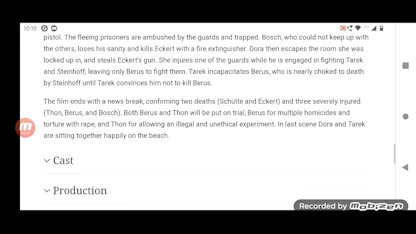 10:19
pistol. The fleeing prisoners are ambushed by the guards and trapped. Bosch, who could not keep up with
the others, loses his sanity and kills Eckert with a fire extinguisher. Dora then escapes the room she was
locked up in, and steals Eckert's gun. She injures one of the guards while he is engaged in fighting Tarek
and Steinhoff, leaving only Berus to fight them. Tarek incapacitates Berus, who is nearly choked to death
by Steinhoff until Tarek convinces him not to kill Berus.
The film ends with a news break, confirming two deaths (Schütte and Eckert) and three severely injured
(Thon, Berus, and Bosch). Both Berus and Thon will be put on trial, Berus for multiple homicides and
torture with rape, and Thon for allowing an illegal and unethical experiment. In last scene Dora and Tarek
are sitting together happily on the beach.
Cast
Production
Recorded by Mobizen